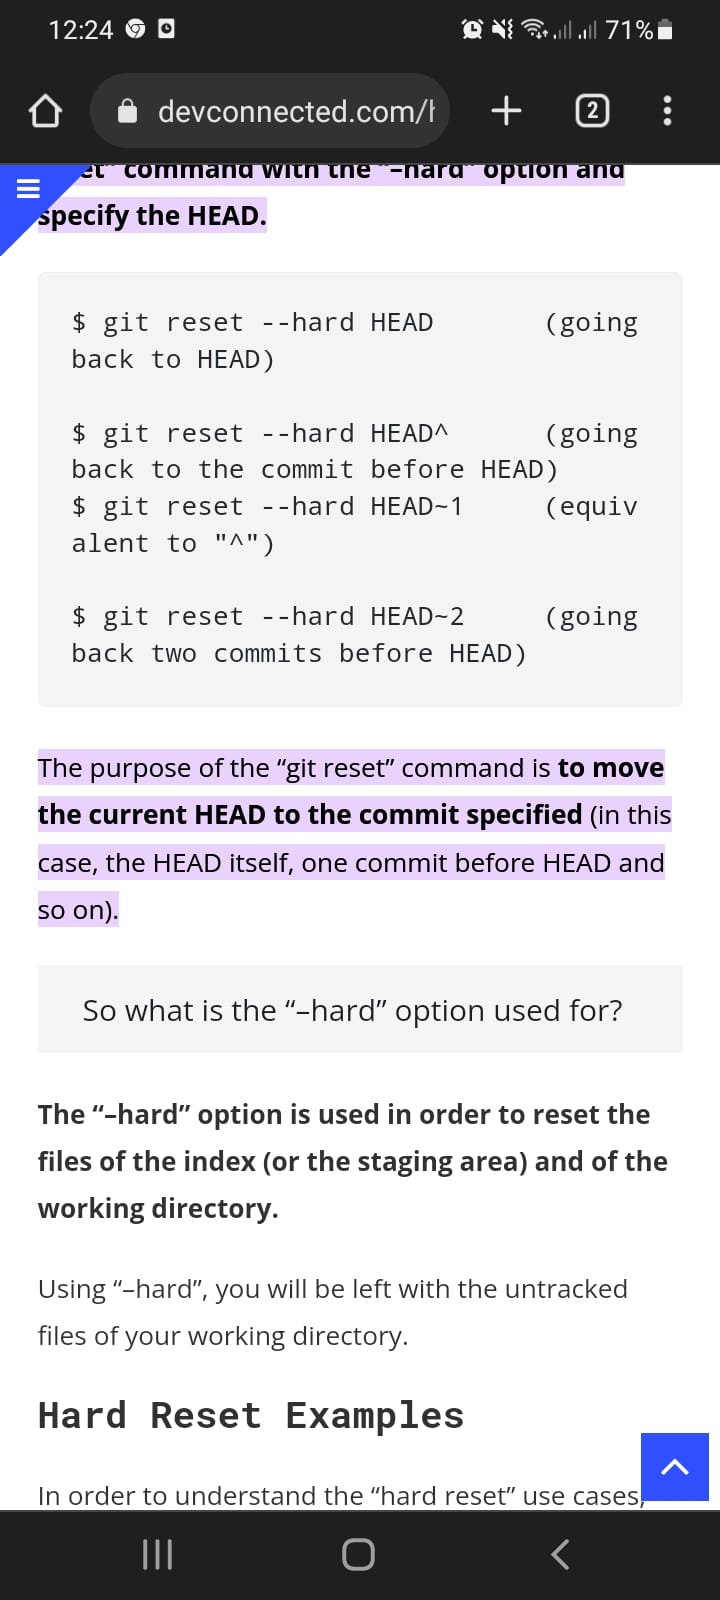 12:24
71%
devconnected.com/h
2
et” command with the “–hard” option and
specify the HEAD.
$ git reset --hard HEAD (going
back to HEAD)
$ git reset --hard HEAD^ (going
back to the commit before HEAD)
$ git reset --hard HEAD~1 (equiv
alent to "^")
$ git reset --hard HEAD~2 (going
back two commits before HEAD)
The purpose of the “git reset” command is to move
the current HEAD to the commit specified (in this
case, the HEAD itself, one commit before HEAD and
so on).
So what is the “–hard” option used for?
The “–hard” option is used in order to reset the
files of the index (or the staging area) and of the
working directory.
Using “–hard”, you will be left with the untracked
files of your working directory.
Hard Reset Examples
In order to understand the “hard reset” use cases,